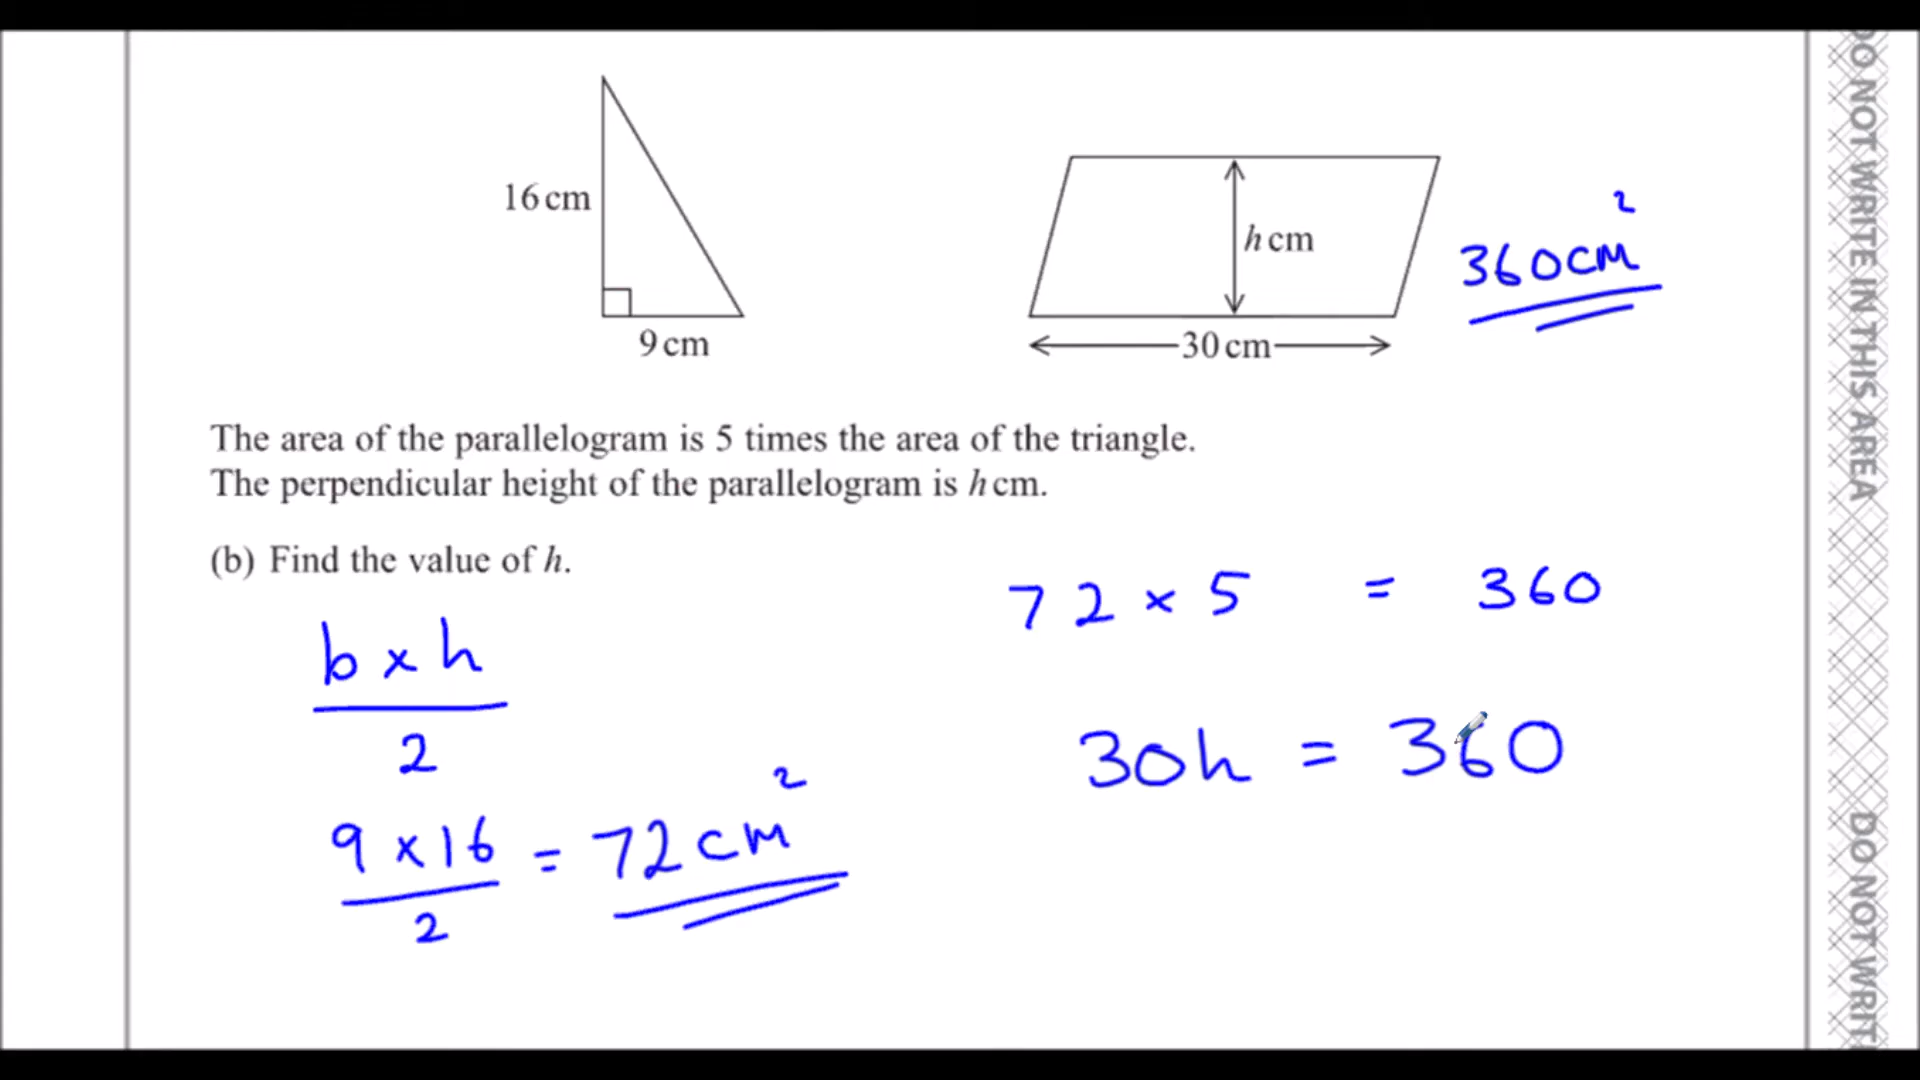 16 cm
9 cm
h cm
30 cm
360cm²
The area of the parallelogram is 5 times the area of the triangle.
The perpendicular height of the parallelogram is h cm.
(b) Find the value of h.
b × h
2
9 × 16
2
= 72cm²
72 × 5 = 360
30h = 360
DO NOT WRITE IN THIS AREA
DO NOT WRIT